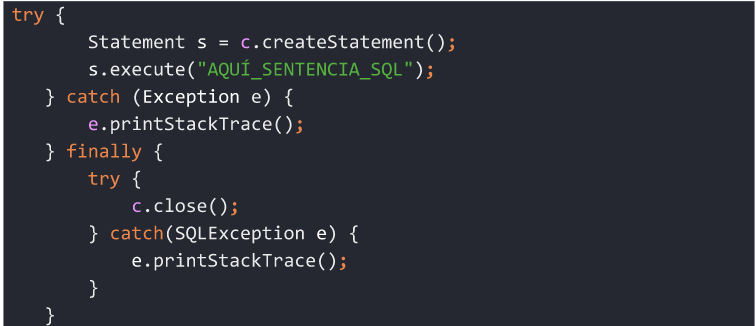 try {
Statement s = c.createStatement();
s.execute("AQUÍ_SENTENCIA_SQL");
} catch (Exception e) {
e.printStackTrace();
} finally {
try {
c.close();
} catch(SQLException e) {
e.printStackTrace();
}
}